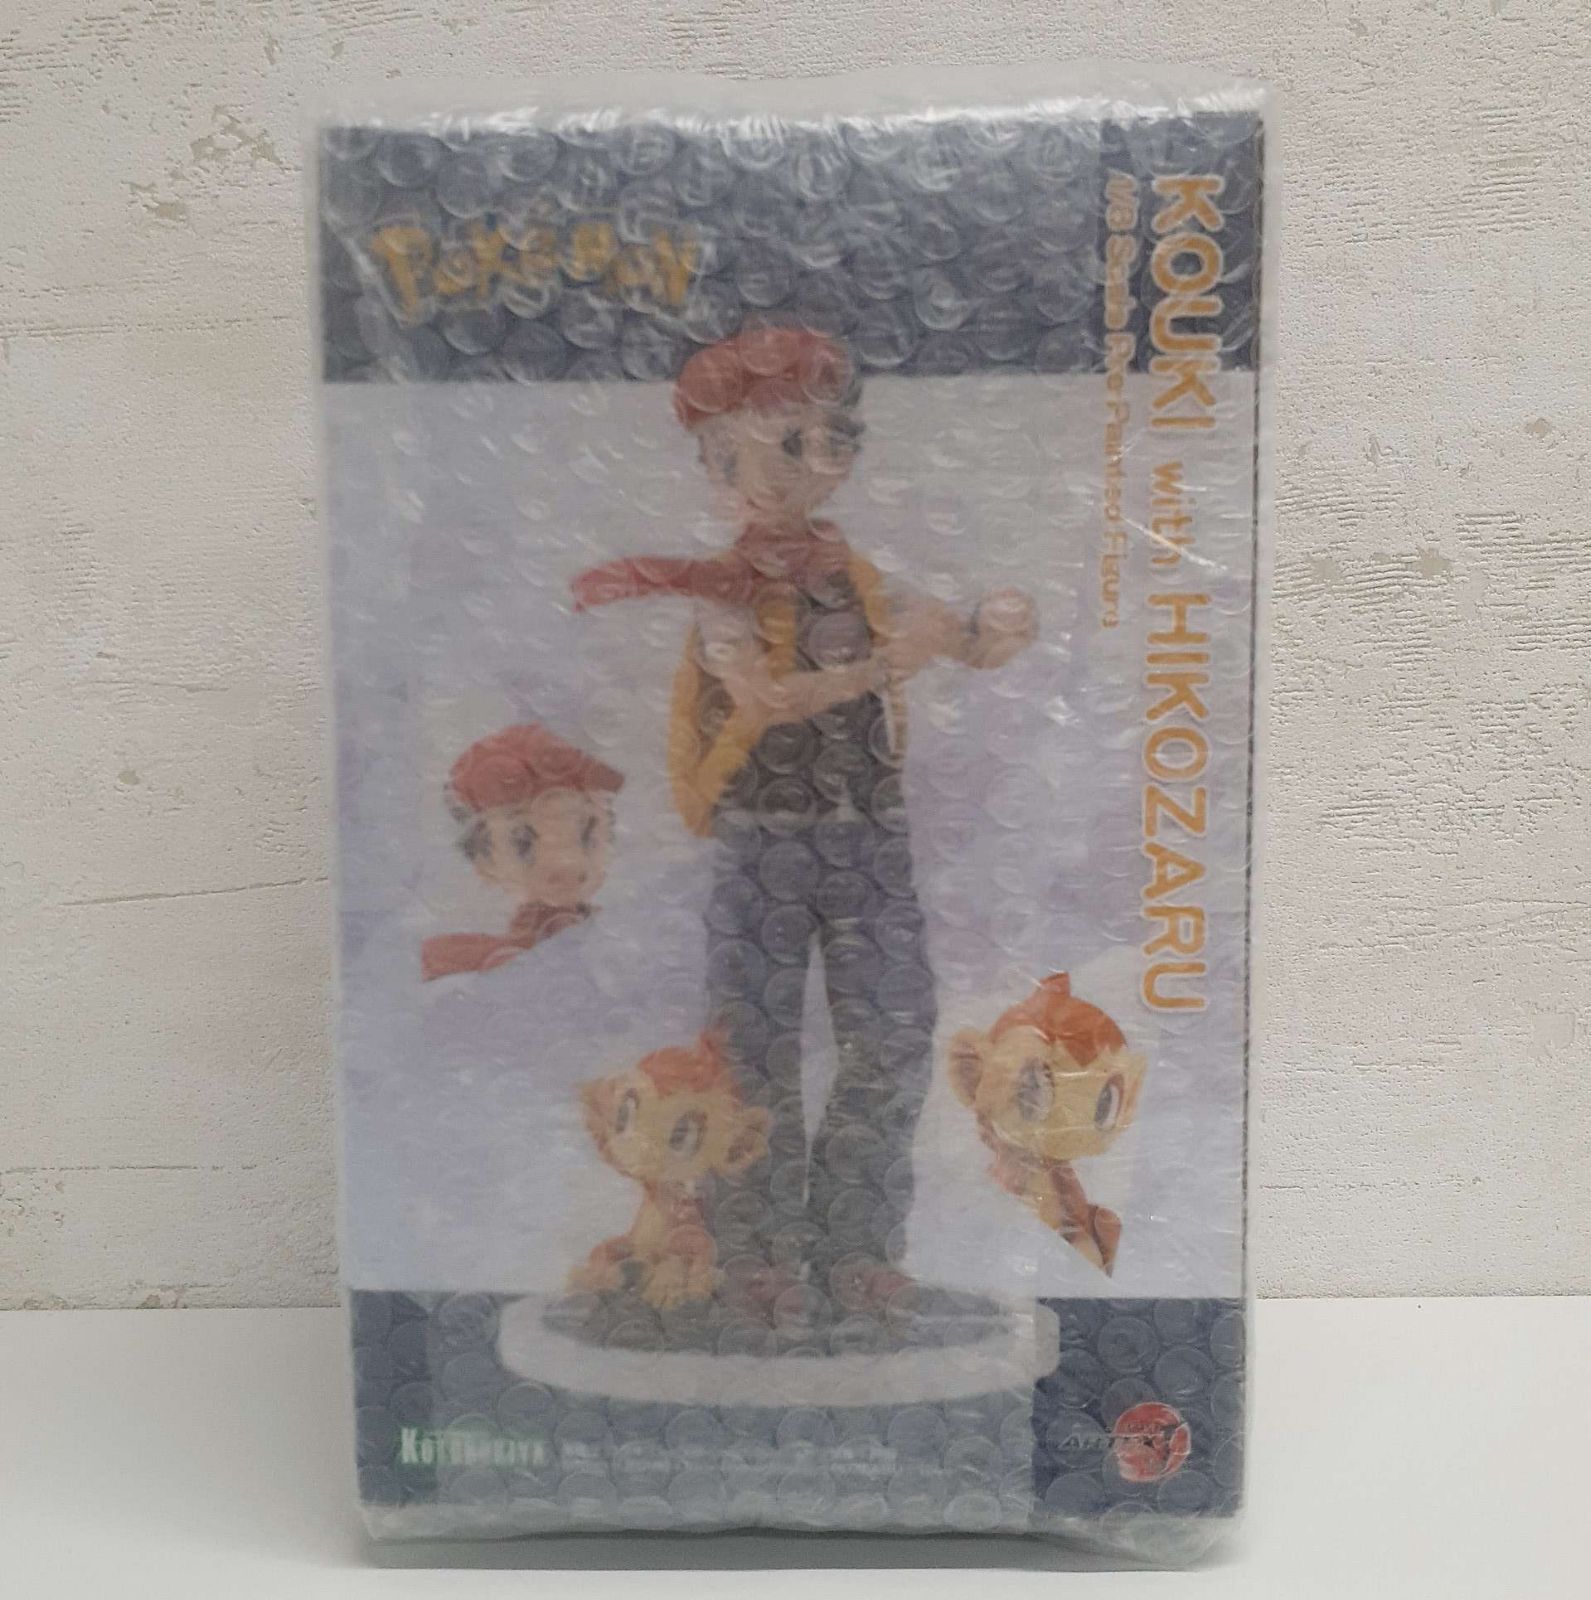 POKéMON
KOUKI with HIKOZARU
1/8 Scale Pre-Painted Figure
KOTOBUKIYA
ARTFX J